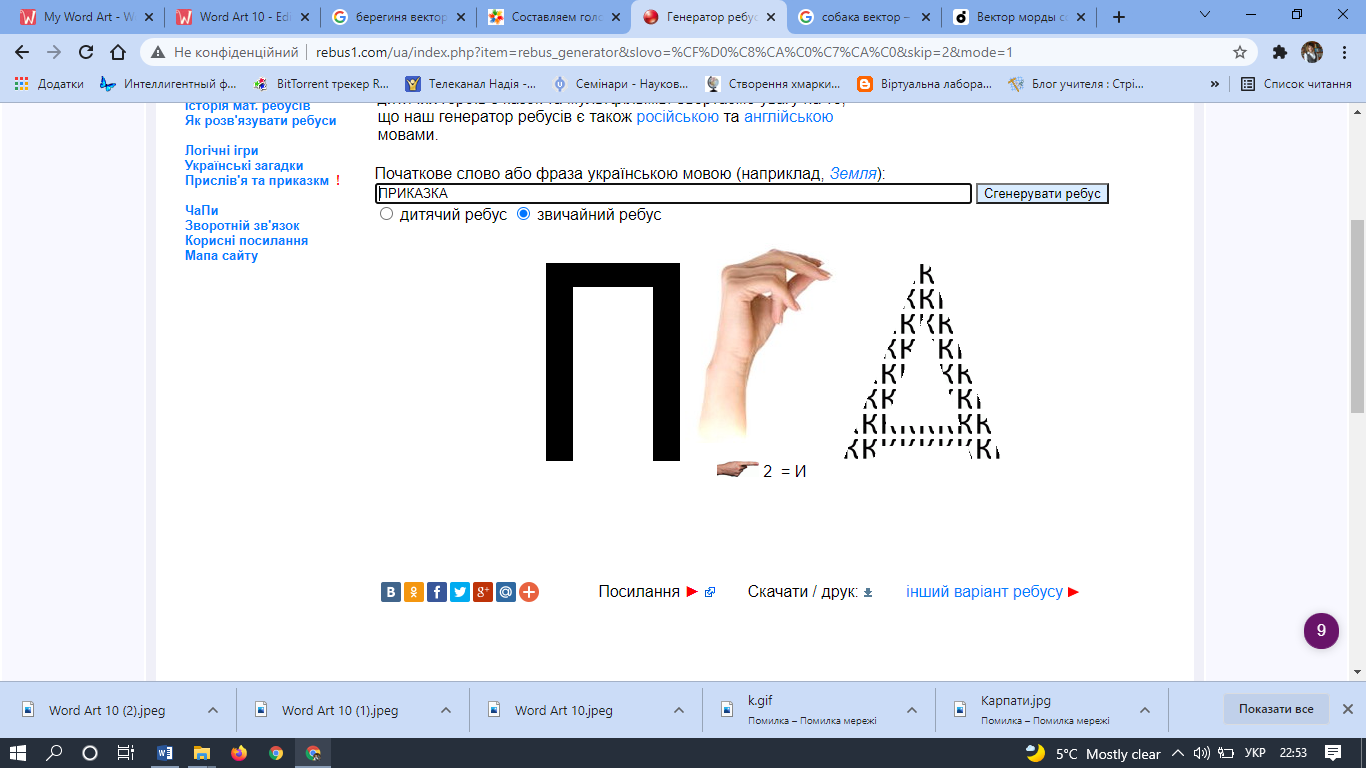 My Word Art - W
Word Art 10 - Edi
берегиня вектор
Составляем гол
Генератор ребус
собака вектор –
Вектор морды с
Не конфіденційний
rebus1.com/ua/index.php?item=rebus_generator&slovo=%CF%D0%C8%CA%C0%C7%CA%C0&skip=2&mode=1
Додатки
Интеллигентный ф...
BitTorrent трекер R...
Телеканал Надія -...
Семінари - Науков...
Створення хмарки...
Віртуальна лабора...
Блог учителя : Стрі...
»
Список читання
Історія мат. ребусів
Як розв'язувати ребуси
Логічні ігри
Українські загадки
Прислів'я та приказкм !
ЧаПи
Зворотній зв'язок
Корисні посилання
Мапа сайту
що наш генератор ребусів є також російською та англійською
мовами.
Початкове слово або фраза українською мовою (наприклад, Земля):
ПРИКАЗКА
Сгенерувати ребус
дитячий ребус звичайний ребус
П
К
2 = И
Посилання
Скачати / друк:
інший варіант ребусу
9
Word Art 10 (2).jpeg
Word Art 10 (1).jpeg
Word Art 10.jpeg
k.gif
Помилка – Помилка мережі
Карпати.jpg
Помилка – Помилка мережі
Показати все
5°C Mostly clear
УКР
22:53